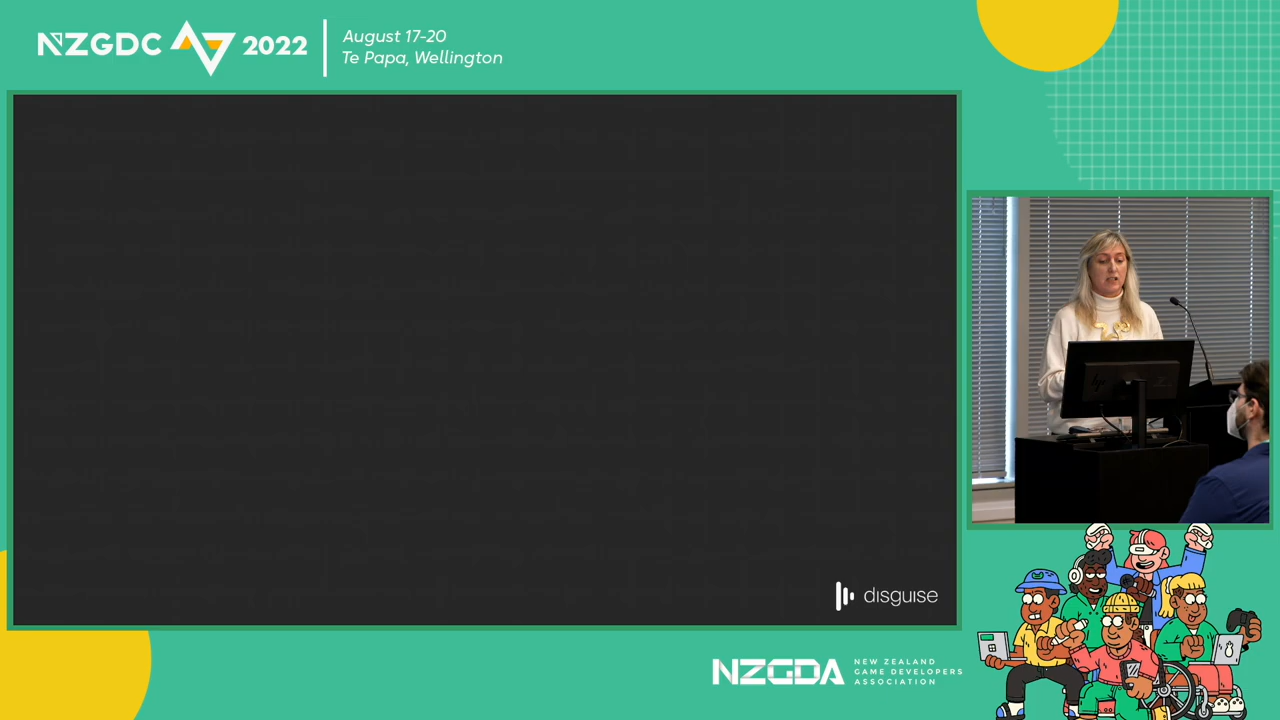 NZGDC
2022
August 17-20
Te Papa, Wellington
disguise
NZGDA
NEW ZEALAND
GAME DEVELOPERS
ASSOCIATION